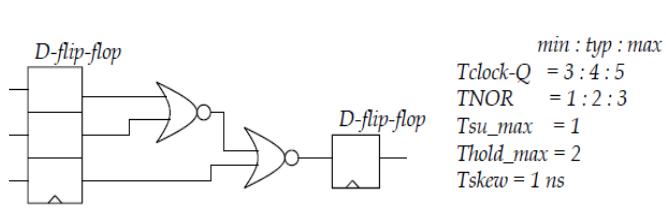 D-flip-flop
D-flip-flop
min : typ : max
Tclock-Q = 3 : 4 : 5
TNOR = 1 : 2 : 3
Tsu_max = 1
Thold_max = 2
Tskew = 1 ns